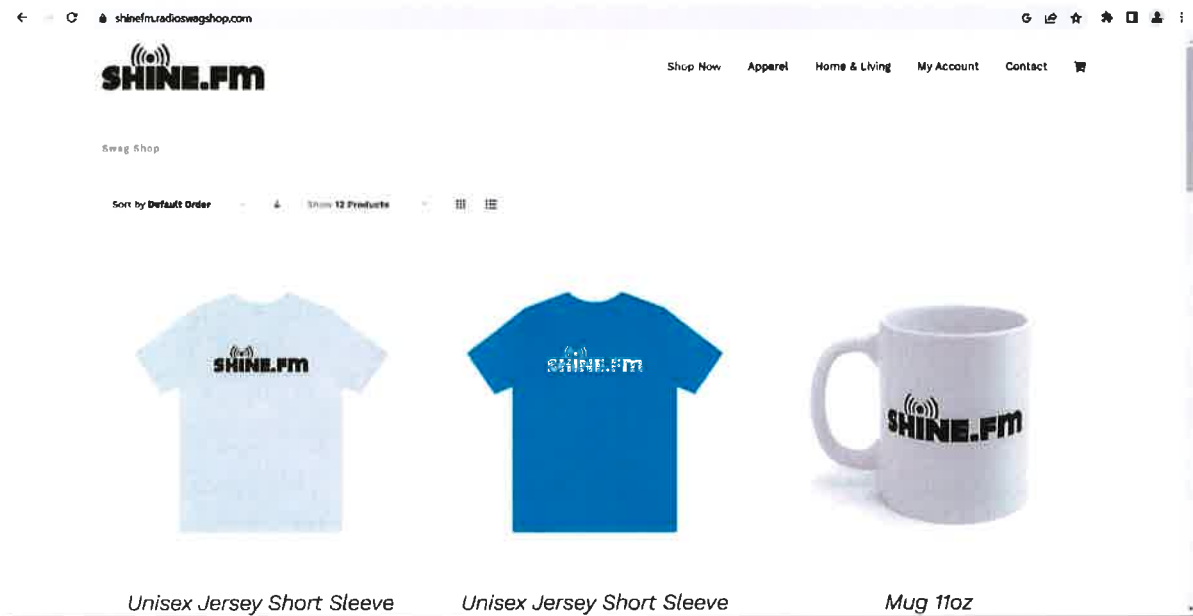 shinefm.radioswagshop.com
SHINE.FM
Shop Now Apparel Home & Living My Account Contact
Swag Shop
Sort by Default Order Show 12 Products
SHINE.FM SHINE.FM SHINE.FM
Unisex Jersey Short Sleeve Unisex Jersey Short Sleeve Mug 11oz